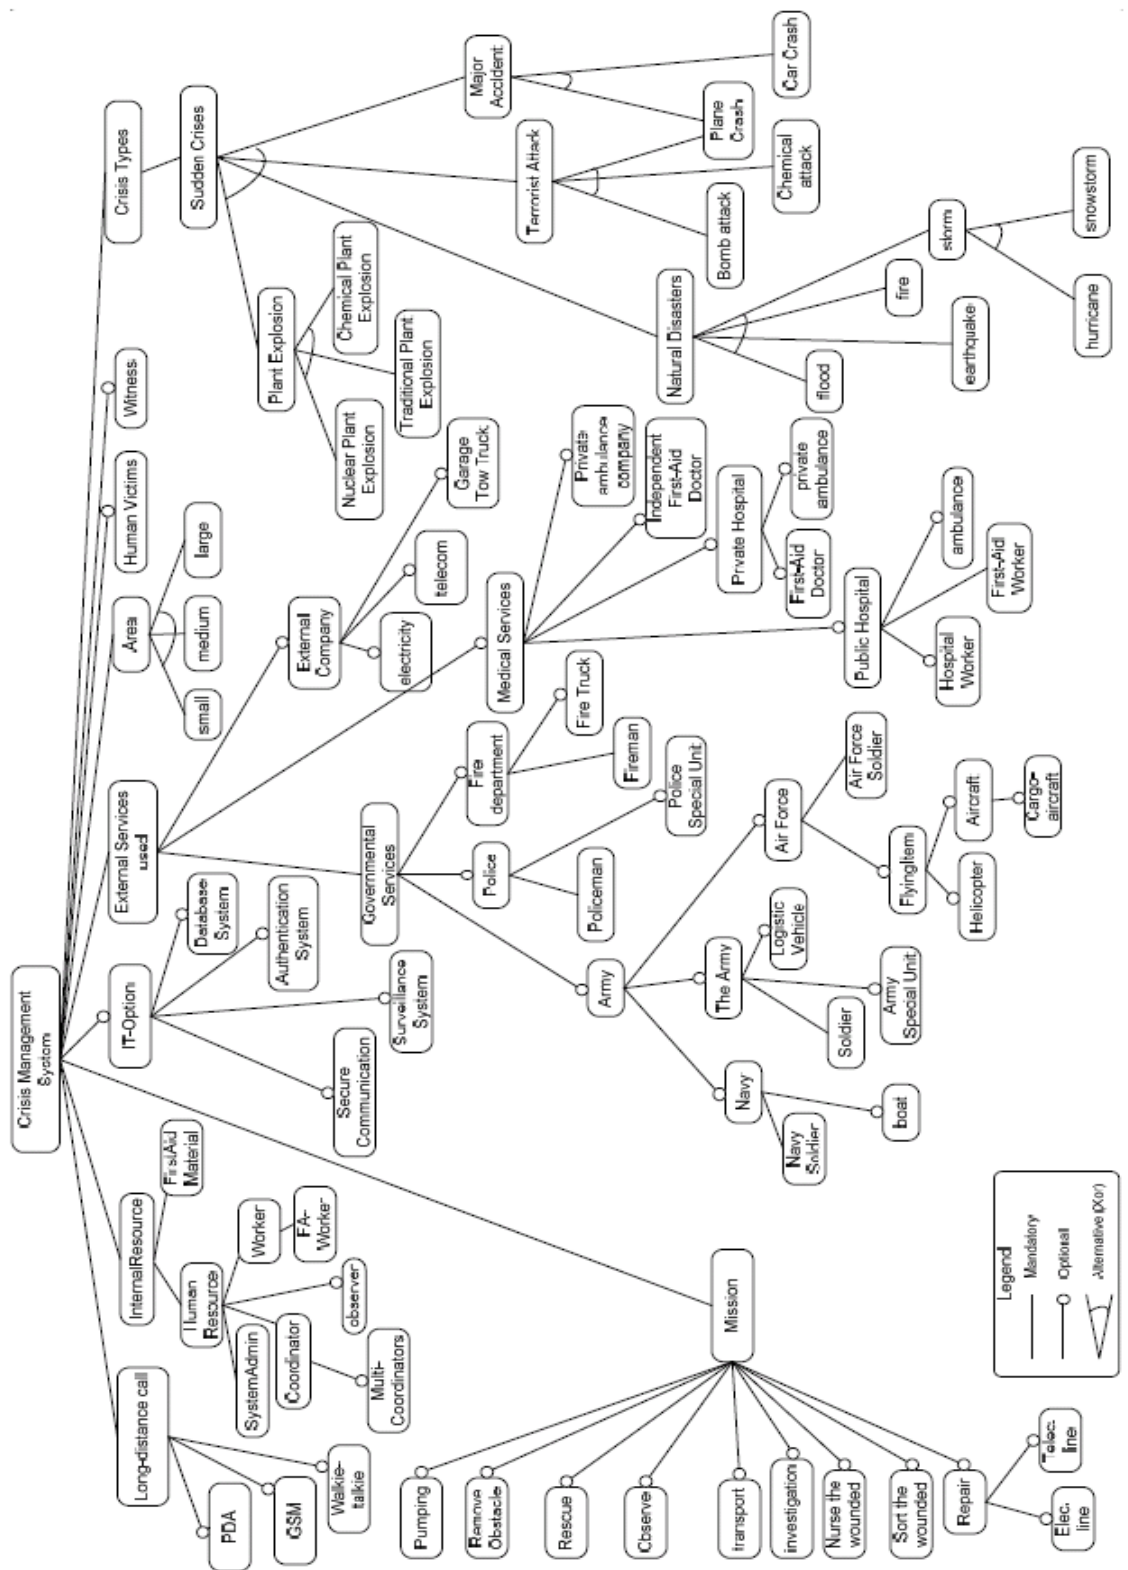 Crisis Management
System
Long-distance call
InternalResource
IT-Option
External Services
used
Area
Human Victims
Witness
Crisis Types
PDA
GSM
Walkie-
talkie
Human
Resource
FirstAid
Material
SystemAdmin
Coordinator
observer
Worker
FA-
Worker
Multi-
Coordinators
Database
System
Authentication
System
Surveillance
System
Secure
Communication
small
medium
large
Sudden Crises
Plant Explosion
Nuclear Plant
Explosion
Traditional Plant
Explosion
Chemical Plant
Explosion
Terrorist Attack
Major
Accident
Bomb attack
Chemical
attack
Plane
Crash
Car Crash
Natural Disasters
flood
earthquake
fire
storm
hurricane
snowstorm
External
Company
electricity
telecom
Garage
Tow Truck
Medical Services
Private
ambulance
company
Independent
First-Aid
Doctor
Private Hospital
First-Aid
Doctor
private
ambulance
Public Hospital
Hospital
Worker
First-Aid
Worker
ambulance
Governmental
Services
Army
Police
Fire
department
Policeman
Police
Special Unit
Fireman
Fire Truck
Navy
The Army
Air Force
Navy
Soldier
boat
Soldier
Army
Special Unit
Logistic
Vehicle
FlyingItem
Air Force
Soldier
Helicopter
Aircraft
Cargo-
aircraft
Mission
Pumping
Remove
Obstacle
Rescue
Observe
transport
investigation
Nurse the
wounded
Sort the
wounded
Repair
Elec.
line
Telec.
line
Legend
Mandatory
Optional
Alternative (Xor)